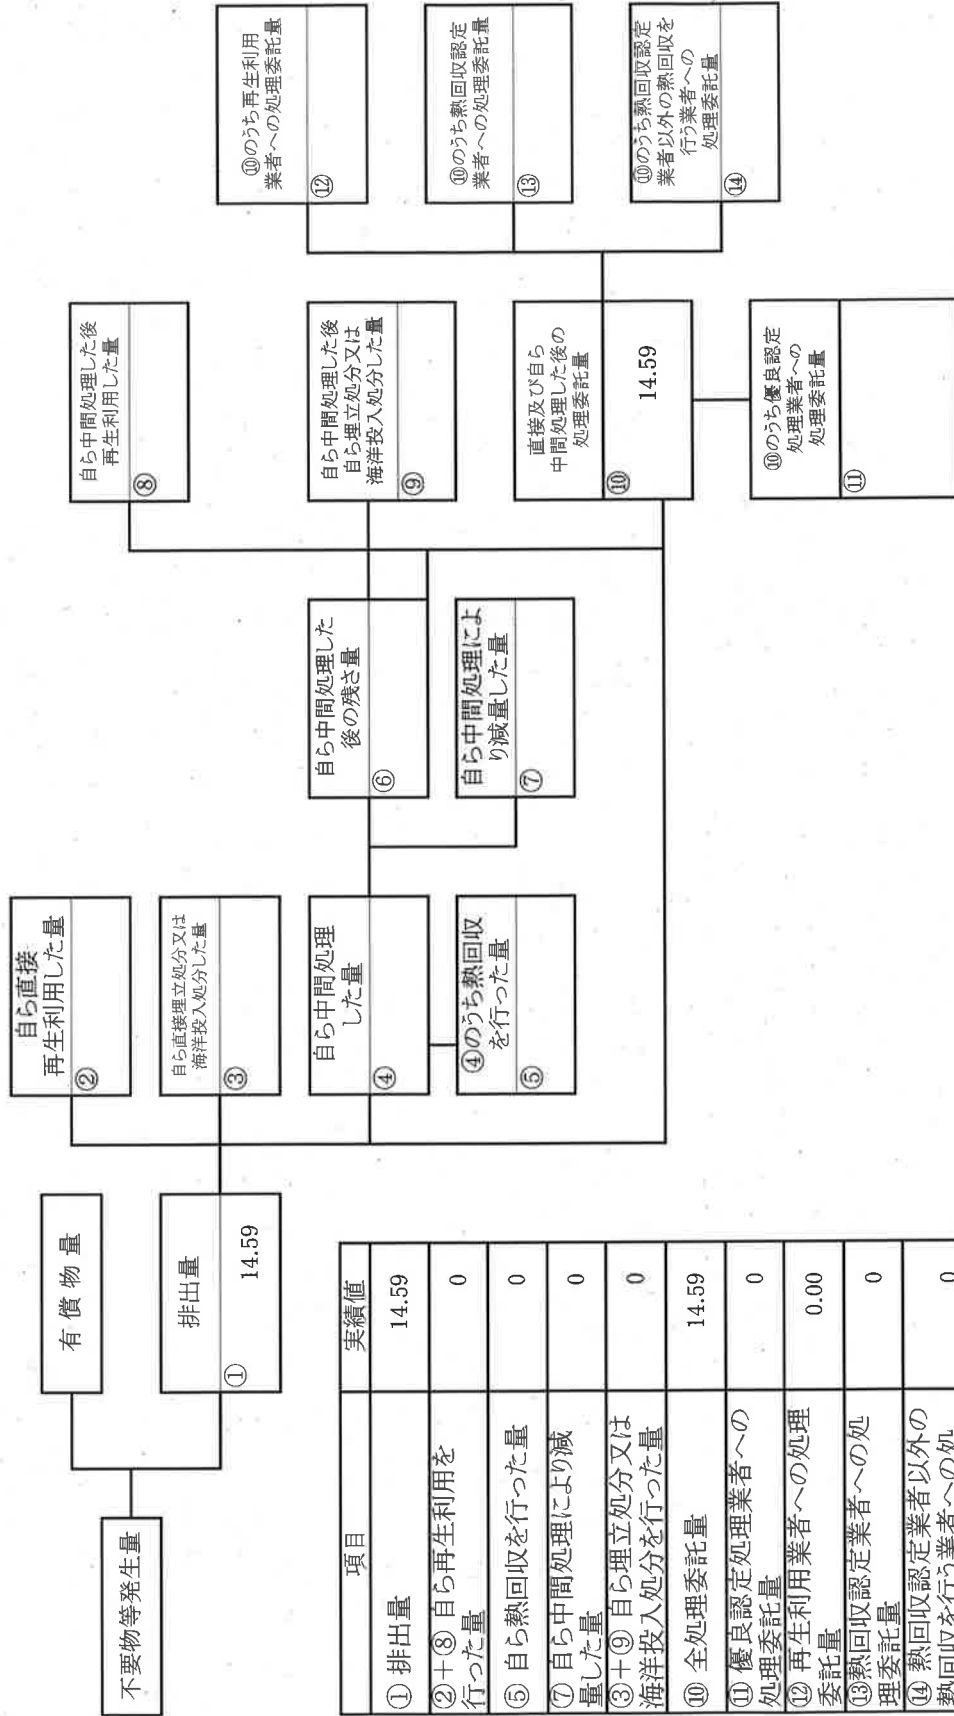 不要物等発生量
有償物量
排出量
①
14.59
自ら直接
再生利用した量
②
自ら直接埋立処分又は
海洋投入処分した量
③
自ら中間処理
した量
④
④のうち熱回収
を行った量
⑤
自ら中間処理した
後の残さ量
⑥
自ら中間処理によ
り減量した量
⑦
自ら中間処理した後
再生利用した量
⑧
自ら中間処理した後
自ら埋立処分又は
海洋投入処分した量
⑨
直接及び自ら
中間処理した後の
処理委託量
⑩
14.59
⑩のうち優良認定
処理業者への
処理委託量
⑪
⑩のうち再生利用
業者への処理委託量
⑫
⑩のうち熱回収認定
業者への処理委託量
⑬
⑩のうち熱回収認定
業者以外の熱回収を
行う業者への
処理委託量
⑭
項目 実績値
① 排出量 14.59
②+⑧ 自ら再生利用を
行った量 0
⑤ 自ら熱回収を行った量 0
⑦ 自ら中間処理により減
量した量 0
③+⑨ 自ら埋立処分又は
海洋投入処分を行った量 0
⑩ 全処理委託量 14.59
⑪ 優良認定処理業者への
処理委託量 0
⑫ 再生利用業者への処理
委託量 0.00
⑬熱回収認定業者への処
理委託量 0
⑭ 熱回収認定業者以外の
熱回収を行う業者への処 0